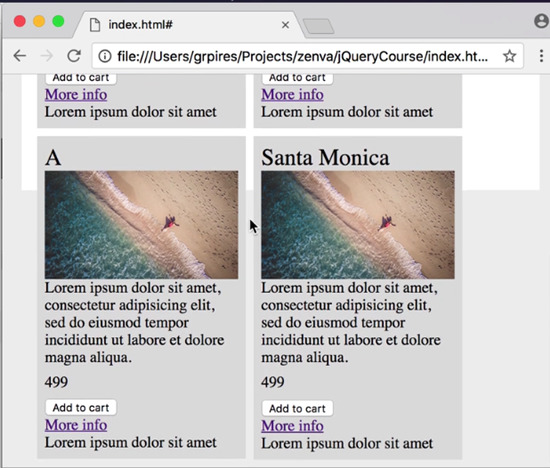 index.html#
file:///Users/grpires/Projects/zenva/jQueryCourse/index.ht...
Add to cart
More info
Lorem ipsum dolor sit amet
Add to cart
More info
Lorem ipsum dolor sit amet
A
Lorem ipsum dolor sit amet,
consectetur adipisicing elit,
sed do eiusmod tempor
incididunt ut labore et dolore
magna aliqua.
499
Add to cart
More info
Lorem ipsum dolor sit amet
Santa Monica
Lorem ipsum dolor sit amet,
consectetur adipisicing elit,
sed do eiusmod tempor
incididunt ut labore et dolore
magna aliqua.
499
Add to cart
More info
Lorem ipsum dolor sit amet